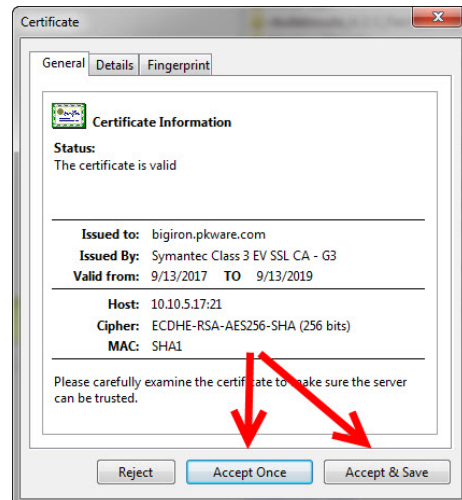 Certificate
General Details Fingerprint
Certificate Information
Status:
The certificate is valid
Issued to: bigiron.pkware.com
Issued By: Symantec Class 3 EV SSL CA - G3
Valid from: 9/13/2017 TO 9/13/2019
Host: 10.10.5.17:21
Cipher: ECDHE-RSA-AES256-SHA (256 bits)
MAC: SHA1
Please carefully examine the certificate to make sure the server
can be trusted.
Reject Accept Once Accept & Save